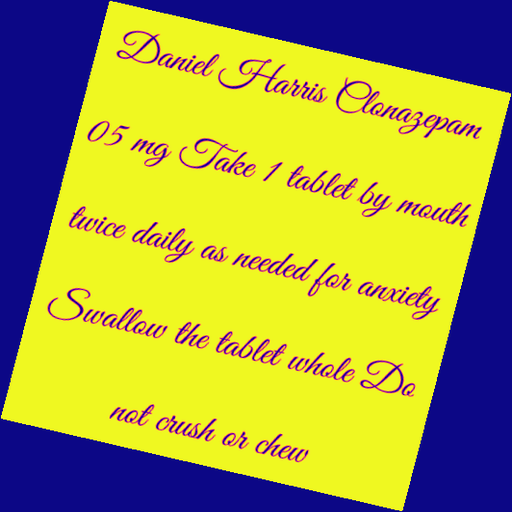 Daniel Harris Clonazepam
05 mg Take 1 tablet by mouth
twice daily as needed for anxiety
Swallow the tablet whole Do
not crush or chew